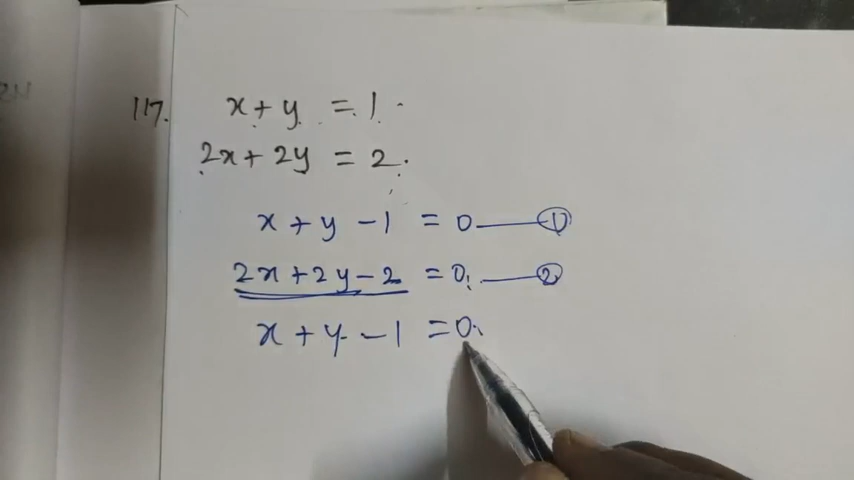 117. x + y = 1
2x + 2y = 2
x + y - 1 = 0 —— ①
2x + 2y - 2 = 0 —— ②
x + y - 1 = 0